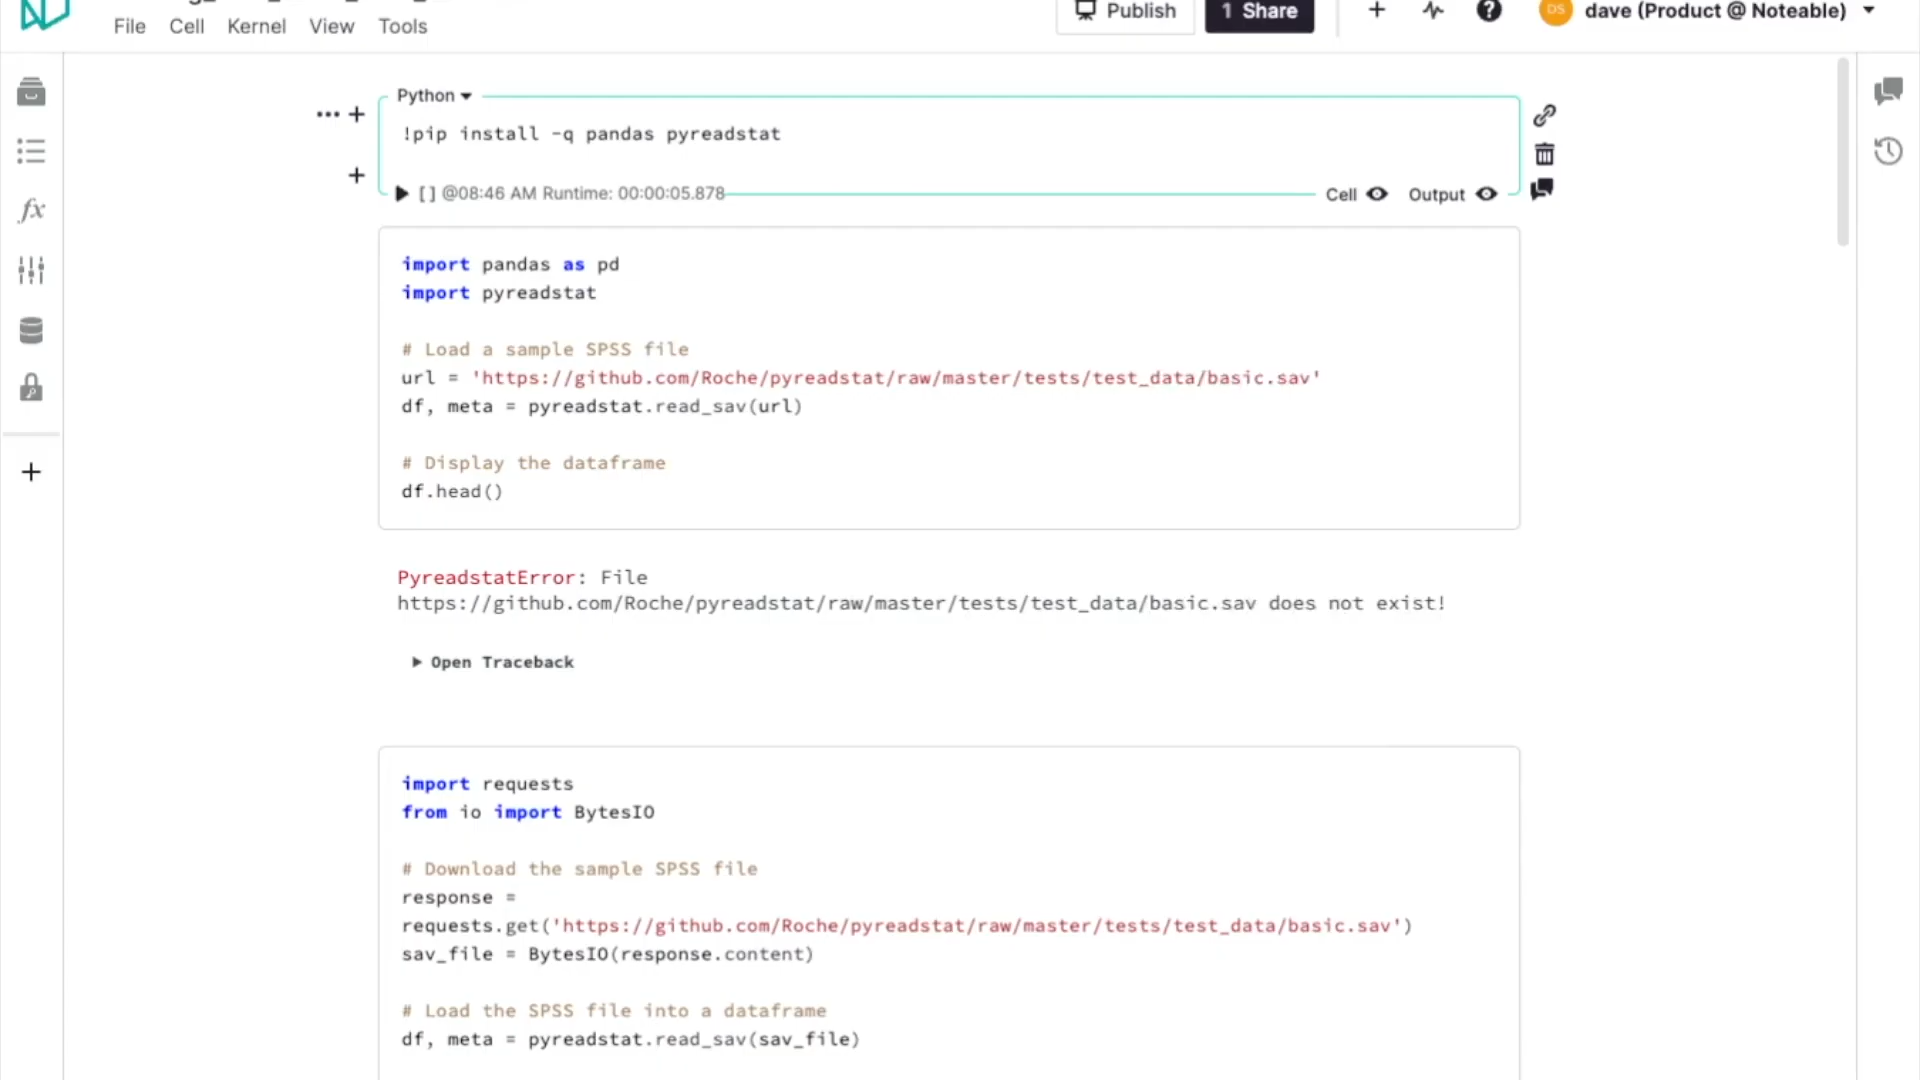 File Cell Kernel View Tools
Publish
1 Share
DS
dave (Product @ Noteable)
Python
!pip install -q pandas pyreadstat
[ ] @08:46 AM Runtime: 00:00:05.878
Cell Output
import pandas as pd
import pyreadstat
# Load a sample SPSS file
url = 'https://github.com/Roche/pyreadstat/raw/master/tests/test_data/basic.sav'
df, meta = pyreadstat.read_sav(url)
# Display the dataframe
df.head()
PyreadstatError: File
https://github.com/Roche/pyreadstat/raw/master/tests/test_data/basic.sav does not exist!
Open Traceback
import requests
from io import BytesIO
# Download the sample SPSS file
response =
requests.get('https://github.com/Roche/pyreadstat/raw/master/tests/test_data/basic.sav')
sav_file = BytesIO(response.content)
# Load the SPSS file into a dataframe
df, meta = pyreadstat.read_sav(sav_file)